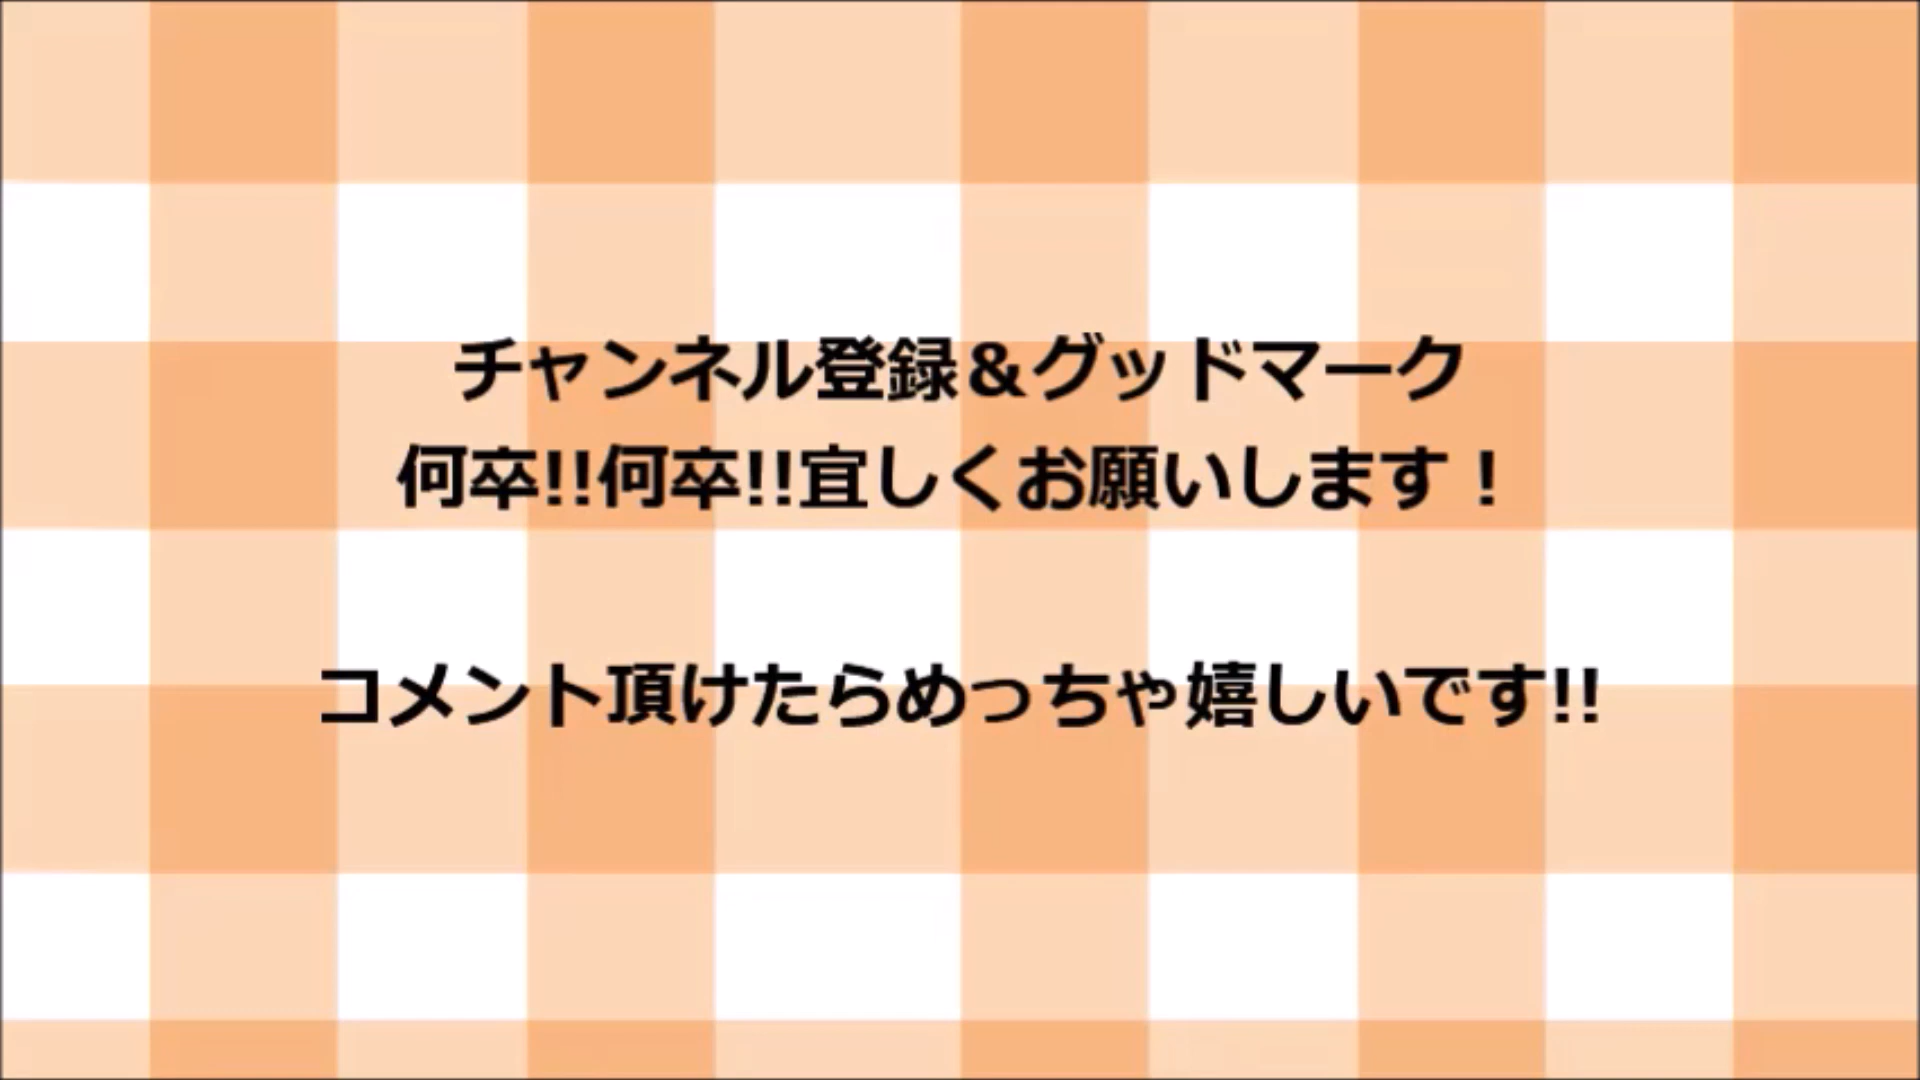 チャンネル登録＆グッドマーク
何卒!!何卒!!宜しくお願いします！
コメント頂けたらめっちゃ嬉しいです!!